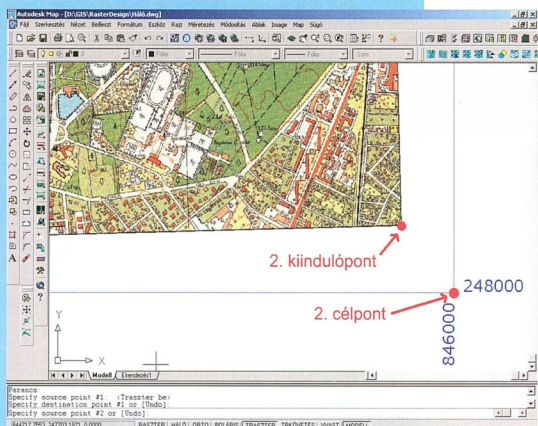 Autodesk Map - [D:\GIS\RasterDesign\Háló.dwg]
Fájl Szerkesztés Nézet Beilleszt Formátum Eszköz Rajz Méretezés Módosítás Ablak Image Map Súgó
Fólia Fólia Fólia Szín
2. kiindulópont
248000
2. célpont
846000
Y
X
Modell Elrendezés1
Parancs:
Specify source point #1: <Traszter be>
Specify destination point #1 or [Undo]:
Specify source point #2 or [Undo]:
RASZTER HÁLÓ ORTO POLÁRIS TRASZTER TRKÖVETÉS VVAST MODELL